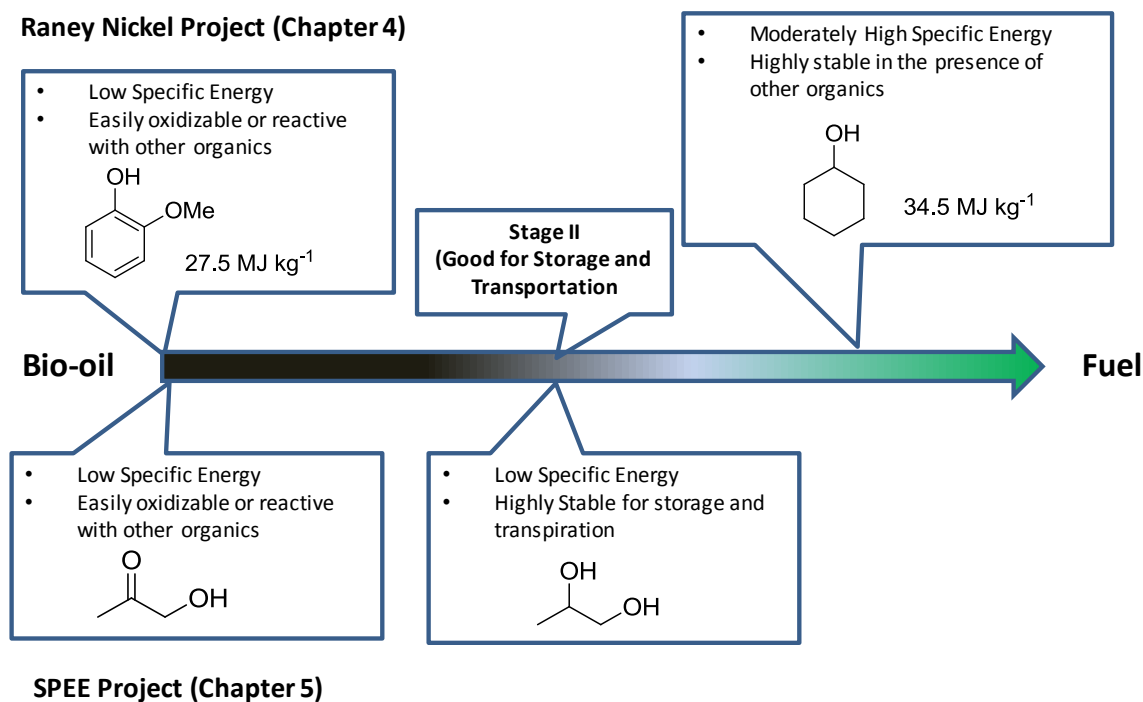 Raney Nickel Project (Chapter 4)
• Low Specific Energy
• Easily oxidizable or reactive
with other organics
OH
OMe
27.5 MJ kg⁻¹
• Moderately High Specific Energy
• Highly stable in the presence of
other organics
OH
34.5 MJ kg⁻¹
Stage II
(Good for Storage and
Transportation
Bio-oil
Fuel
• Low Specific Energy
• Easily oxidizable or reactive
with other organics
O
OH
• Low Specific Energy
• Highly Stable for storage and
transpiration
OH
OH
SPEE Project (Chapter 5)